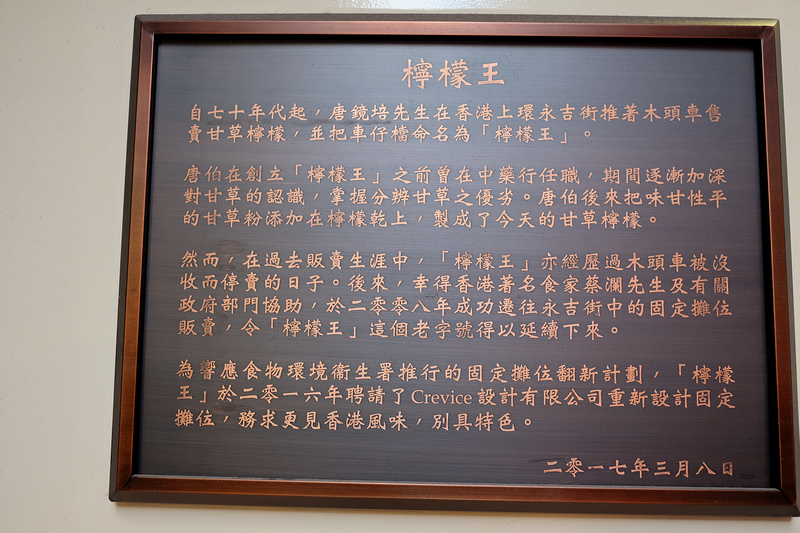 檸檬王
自七十年代起，唐鏡培先生在香港上環永吉街推著木頭車售
賣甘草檸檬，並把車仔檔命名為「檸檬王」。
唐伯在創立「檸檬王」之前曾在中藥行任職，期間逐漸加深
對甘草的認識，掌握分辨甘草之優劣。唐伯後來把味甘性平
的甘草粉添加在檸檬乾上，製成了今天的甘草檸檬。
然而，在過去販賣生涯中，「檸檬王」亦經歷過木頭車被沒
收而停賣的日子。後來，幸得香港著名食家蔡瀾先生及有關
政府部門協助，於二零零八年成功遷往永吉街中的固定攤位
販賣，令「檸檬王」這個老字號得以延續下來。
為響應食物環境衞生署推行的固定攤位翻新計劃，「檸檬
王」於二零一六年聘請了Crevice設計有限公司重新設計固定
攤位，務求更見香港風味，別具特色。
二零一七年三月八日